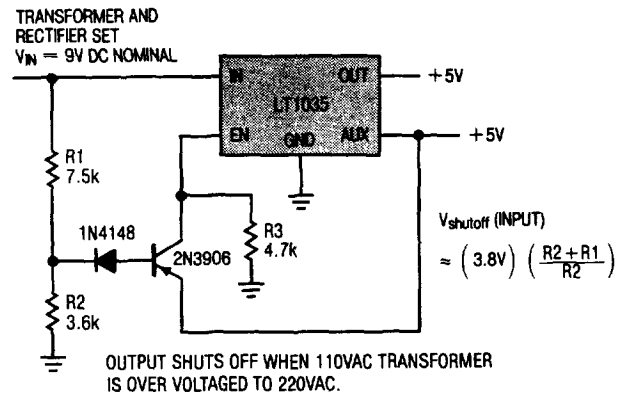 TRANSFORMER AND
RECTIFIER SET
VIN = 9V DC NOMINAL
IN
OUT
+5V
LT1035
EN
GND
AUX
+5V
R1
7.5k
1N4148
2N3906
R3
4.7k
Vshutoff (INPUT)
≈ (3.8V) (R2+R1/R2)
R2
3.6k
OUTPUT SHUTS OFF WHEN 110VAC TRANSFORMER
IS OVER VOLTAGED TO 220VAC.